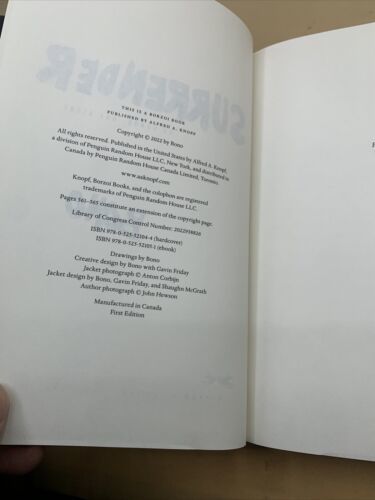 SURRENDER
THIS IS A BORZOI BOOK
PUBLISHED BY ALFRED A. KNOPF
Copyright © 2022 by Bono
All rights reserved. Published in the United States by Alfred A. Knopf,
a division of Penguin Random House LLC, New York, and distributed in
Canada by Penguin Random House Canada Limited, Toronto.
www.aaknopf.com
Knopf, Borzoi Books, and the colophon are registered
trademarks of Penguin Random House LLC.
Pages 561–565 constitute an extension of the copyright page.
Library of Congress Control Number: 2022938826
ISBN 978-0-525-52104-4 (hardcover)
ISBN 978-0-525-52105-1 (ebook)
Drawings by Bono
Creative design by Bono with Gavin Friday
Jacket photograph © Anton Corbijn
Jacket design by Bono, Gavin Friday, and Shaughn McGrath
Author photograph © John Hewson
Manufactured in Canada
First Edition